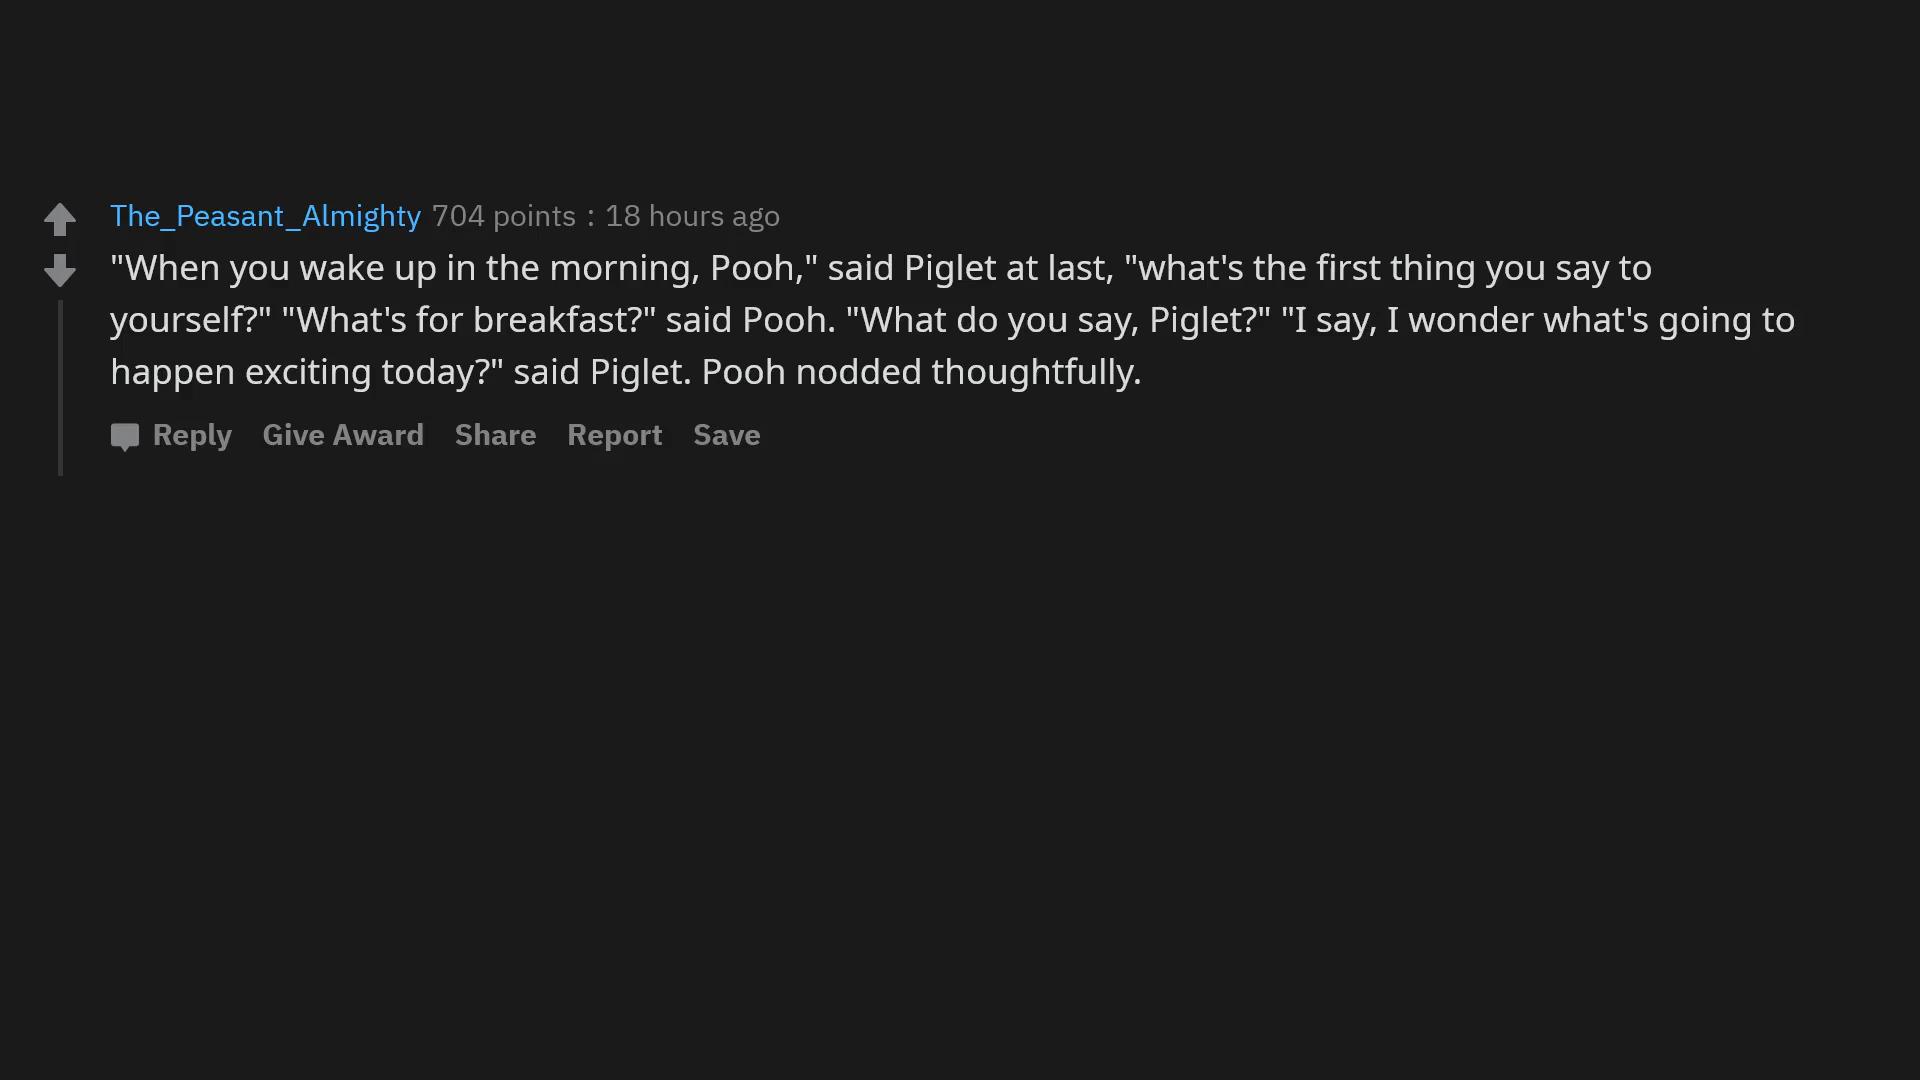 The_Peasant_Almighty 704 points : 18 hours ago
"When you wake up in the morning, Pooh," said Piglet at last, "what's the first thing you say to
yourself?" "What's for breakfast?" said Pooh. "What do you say, Piglet?" "I say, I wonder what's going to
happen exciting today?" said Piglet. Pooh nodded thoughtfully.
Reply Give Award Share Report Save